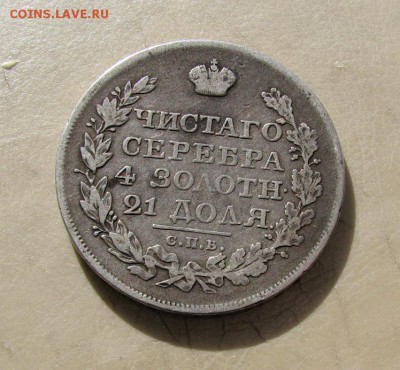 COINS.LAVE.RU
ЧИСТАГО
СЕРЕБРА
4 ЗОЛОТН.
21 ДОЛЯ.
С.П.Б.